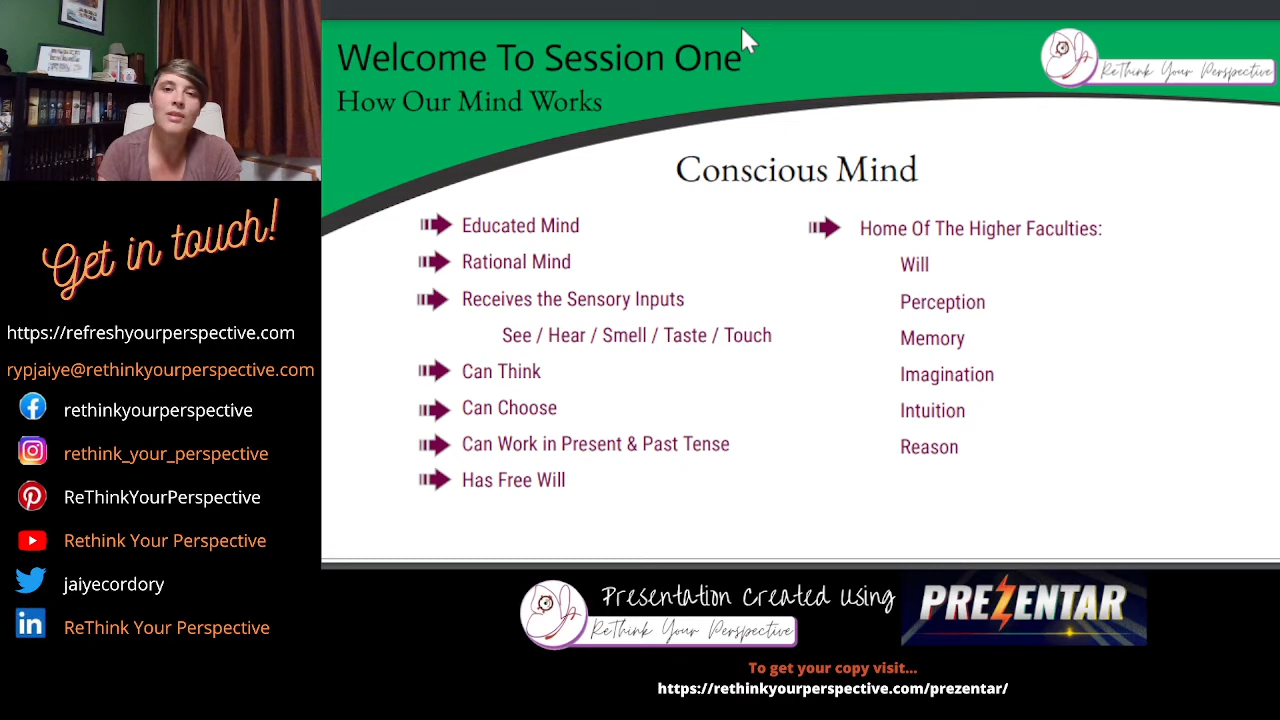 Welcome To Session One
How Our Mind Works
ReThink Your Perspective
Conscious Mind
Educated Mind
Rational Mind
Receives the Sensory Inputs
See / Hear / Smell / Taste / Touch
Can Think
Can Choose
Can Work in Present & Past Tense
Has Free Will
Home Of The Higher Faculties:
Will
Perception
Memory
Imagination
Intuition
Reason
Get in touch!
https://refreshyourperspective.com
rypjaiye@rethinkyourperspective.com
rethinkyourperspective
rethink_your_perspective
ReThinkYourPerspective
Rethink Your Perspective
jaiyecordory
ReThink Your Perspective
Presentation Created Using
ReThink Your Perspective
PREZENTAR
To get your copy visit...
https://rethinkyourperspective.com/prezentar/